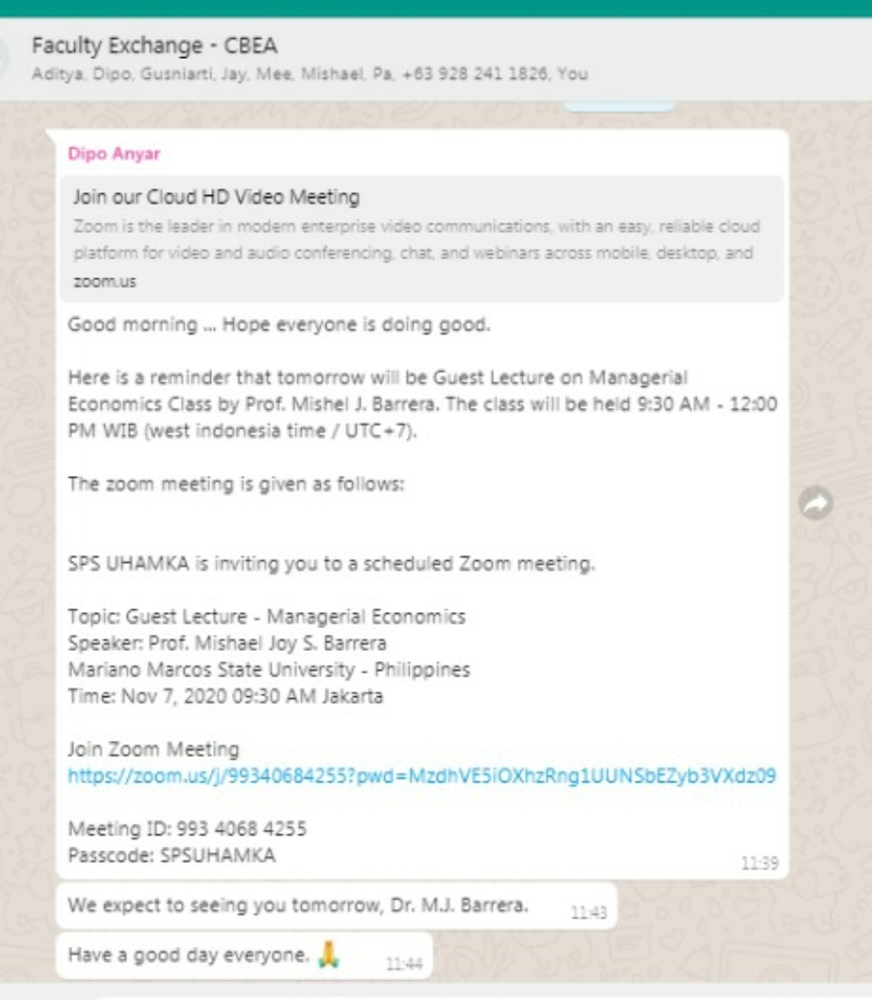 Faculty Exchange - CBEA
Aditya, Dipo, Gusniarti, Jay, Mee, Mishael, Pa, +63 928 241 1826, You
Dipo Anyar
Join our Cloud HD Video Meeting
Zoom is the leader in modern enterprise video communications, with an easy, reliable cloud
platform for video and audio conferencing, chat, and webinars across mobile, desktop, and
zoom.us
Good morning ... Hope everyone is doing good.
Here is a reminder that tomorrow will be Guest Lecture on Managerial
Economics Class by Prof. Mishel J. Barrera. The class will be held 9:30 AM - 12:00
PM WIB (west indonesia time / UTC+7).
The zoom meeting is given as follows:
SPS UHAMKA is inviting you to a scheduled Zoom meeting.
Topic: Guest Lecture - Managerial Economics
Speaker: Prof. Mishael Joy S. Barrera
Mariano Marcos State University - Philippines
Time: Nov 7, 2020 09:30 AM Jakarta
Join Zoom Meeting
https://zoom.us/j/99340684255?pwd=MzdhVE5iOXhzRng1UUNSbEZyb3VXdz09
Meeting ID: 993 4068 4255
Passcode: SPSUHAMKA
11:39
We expect to seeing you tomorrow, Dr. M.J. Barrera.
11:43
Have a good day everyone. 🙏
11:44